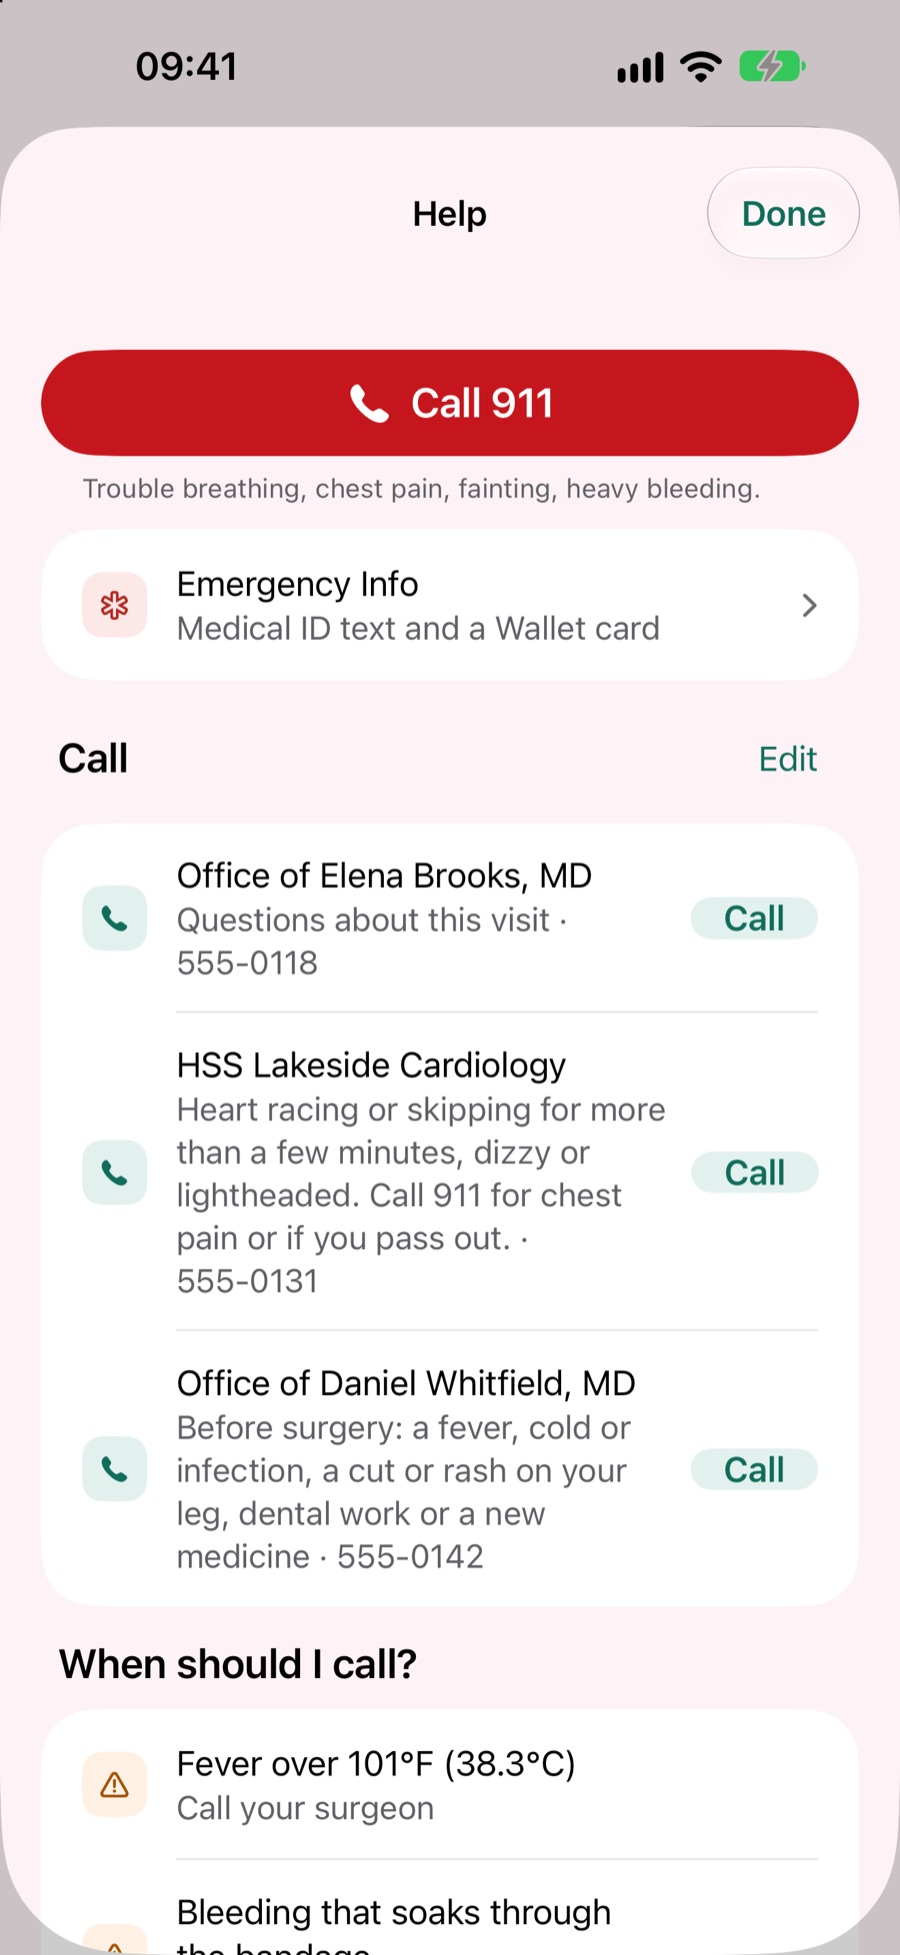 09:41
Help
Done
Call 911
Trouble breathing, chest pain, fainting, heavy bleeding.
Emergency Info
Medical ID text and a Wallet card
Call
Edit
Office of Elena Brooks, MD
Questions about this visit ·
555-0118
Call
HSS Lakeside Cardiology
Heart racing or skipping for more
than a few minutes, dizzy or
lightheaded. Call 911 for chest
pain or if you pass out. ·
555-0131
Call
Office of Daniel Whitfield, MD
Before surgery: a fever, cold or
infection, a cut or rash on your
leg, dental work or a new
medicine · 555-0142
Call
When should I call?
Fever over 101°F (38.3°C)
Call your surgeon
Bleeding that soaks through
the bandage